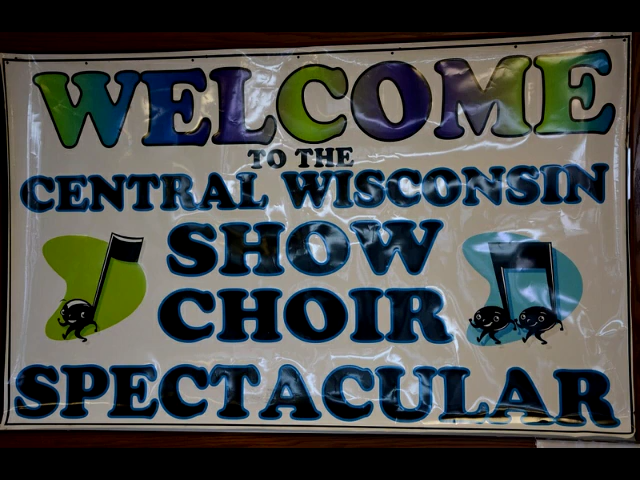 WELCOME
TO THE
CENTRAL WISCONSIN
SHOW
CHOIR
SPECTACULAR